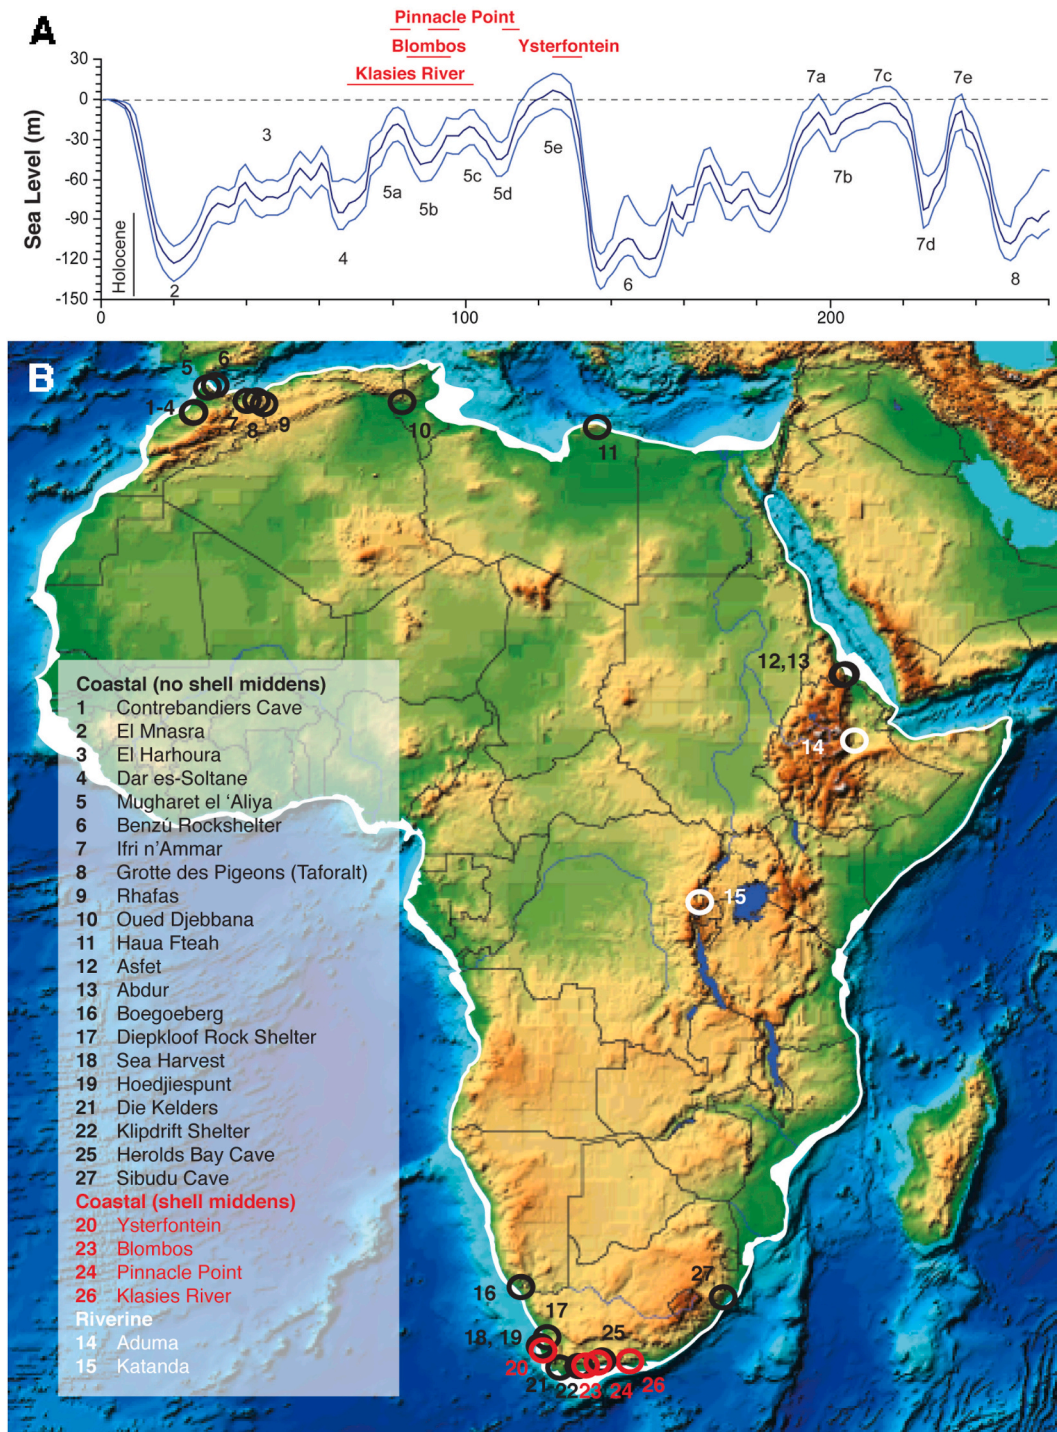 A
Pinnacle Point
Blombos
Ysterfontein
Klasies River
30
0
-30
-60
-90
-120
-150
Sea Level (m)
Holocene
2
3
4
5a
5b
5c
5d
5e
6
7a
7b
7c
7d
7e
8
0
100
200
B
5
6
1-4
7
8
9
10
11
12,13
14
15
16
17
18, 19
20
21
22
23
24
25
26
27
Coastal (no shell middens)
1 Contrebandiers Cave
2 El Mnasra
3 El Harhoura
4 Dar es-Soltane
5 Mugharet el ‘Aliya
6 Benzú Rockshelter
7 Ifri n’Ammar
8 Grotte des Pigeons (Taforalt)
9 Rhafas
10 Oued Djebbana
11 Haua Fteah
12 Asfet
13 Abdur
16 Boegoeberg
17 Diepkloof Rock Shelter
18 Sea Harvest
19 Hoedjiespunt
21 Die Kelders
22 Klipdrift Shelter
25 Herolds Bay Cave
27 Sibudu Cave
Coastal (shell middens)
20 Ysterfontein
23 Blombos
24 Pinnacle Point
26 Klasies River
Riverine
14 Aduma
15 Katanda